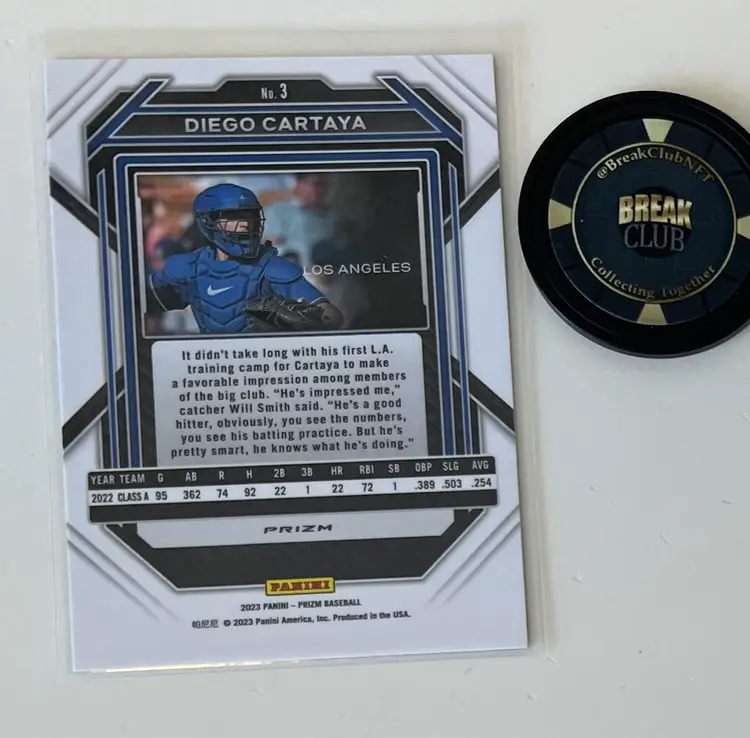 No. 3
DIEGO CARTAYA
LOS ANGELES
It didn't take long with his first L.A.
training camp for Cartaya to make
a favorable impression among members
of the big club. "He's impressed me,"
catcher Will Smith said. "He's a good
hitter, obviously, you see the numbers,
you see his batting practice. But he's
pretty smart, he knows what he's doing."
YEAR TEAM G AB R H 2B 3B HR RBI SB OBP SLG AVG
2022 CLASS A 95 362 74 92 22 1 22 72 1 .389 .503 .254
PRIZM
PANINI
2023 PANINI – PRIZM BASEBALL
帕尼尼 © 2023 Panini America, Inc. Produced in the USA.
@BreakClubNFT
BREAK
CLUB
Collecting Together